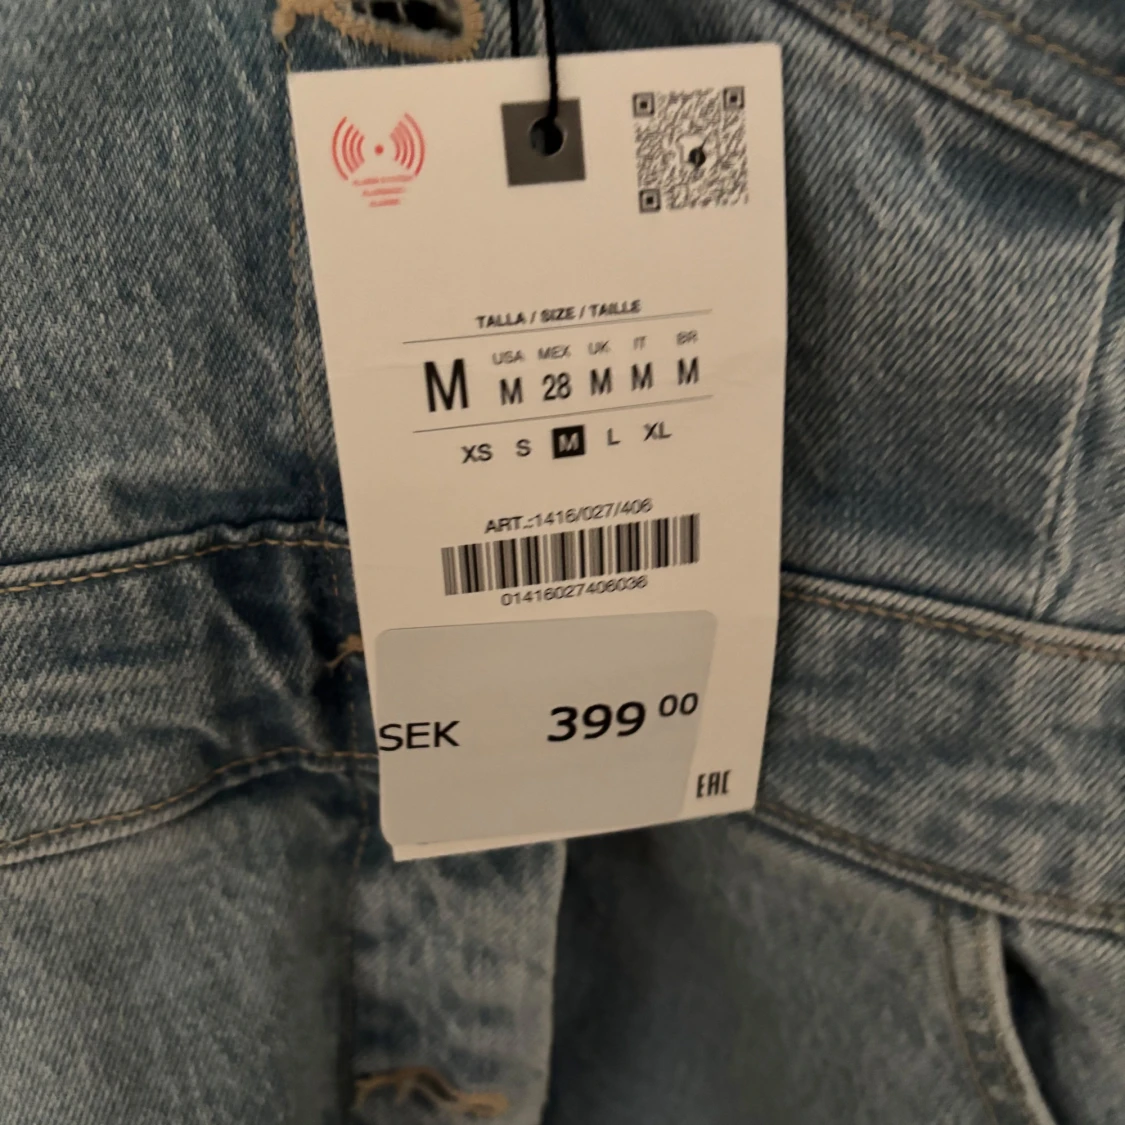 TALLA / SIZE / TAILLE
USA MEX UK IT BR
M M 28 M M M
XS S M L XL
ART.:1416/027/406
01416027406036
SEK 399 00
EAC